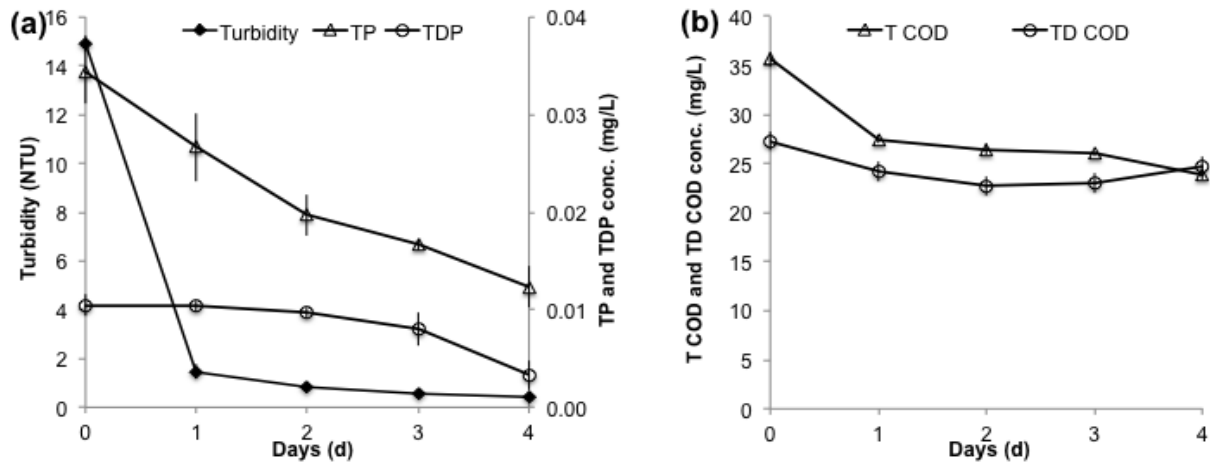 (a)
Turbidity TP TDP
Turbidity (NTU)
16
14
12
10
8
6
4
2
0
0.04
0.03
0.02
0.01
0.00
TP and TDP conc. (mg/L)
0 1 2 3 4
Days (d)
(b)
T COD TD COD
T COD and TD COD conc. (mg/L)
40
35
30
25
20
15
10
5
0
0 1 2 3 4
Days (d)